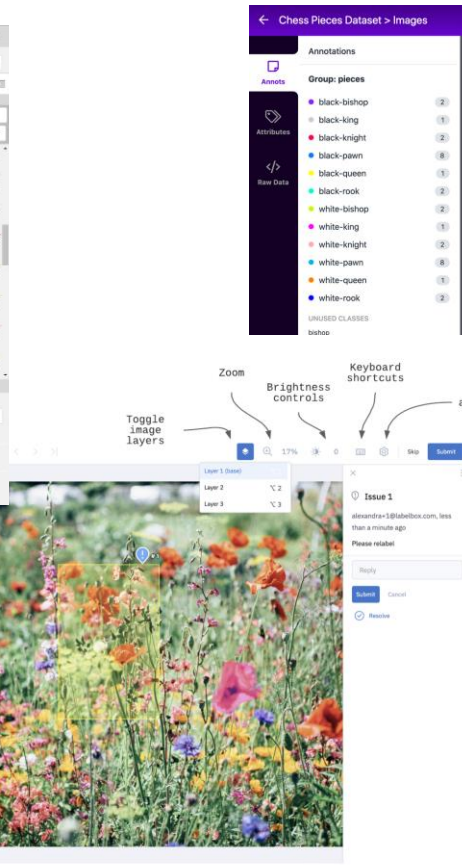 ← Chess Pieces Dataset > Images
Annots
Attributes
</>
Raw Data
Annotations
Group: pieces
black-bishop 2
black-king 1
black-knight 2
black-pawn 8
black-queen 1
black-rook 2
white-bishop 2
white-king 1
white-knight 2
white-pawn 8
white-queen 1
white-rook 2
UNUSED CLASSES
bishop
Toggle
image
layers
Zoom
Brightness
controls
Keyboard
shortcuts
a
17% 0 Skip Submit
Layer 1 (base)
Layer 2 ⌥ 2
Layer 3 ⌥ 3
Issue 1
alexandra+1@labelbox.com, less
than a minute ago
Please relabel
Reply
Submit Cancel
Resolve